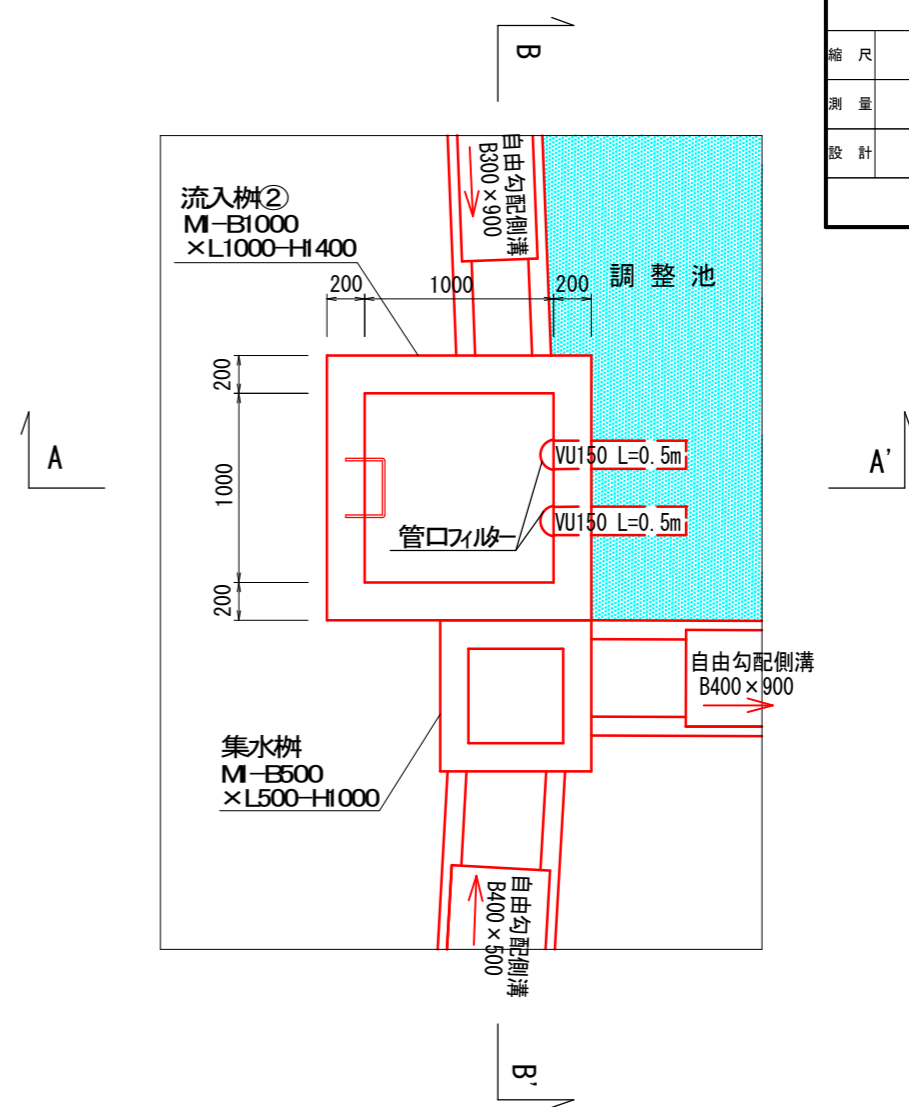 B
縮 尺
測 量
設 計
自由勾配側溝
B300×900
流入桝②
M1-B1000
×L1000-H1400
調 整 池
200
1000
200
200
1000
200
A
A'
VU150 L=0.5m
VU150 L=0.5m
管口フィルター
自由勾配側溝
B400×900
集水桝
M1-B500
×L500-H1000
自由勾配側溝
B400×500
B'